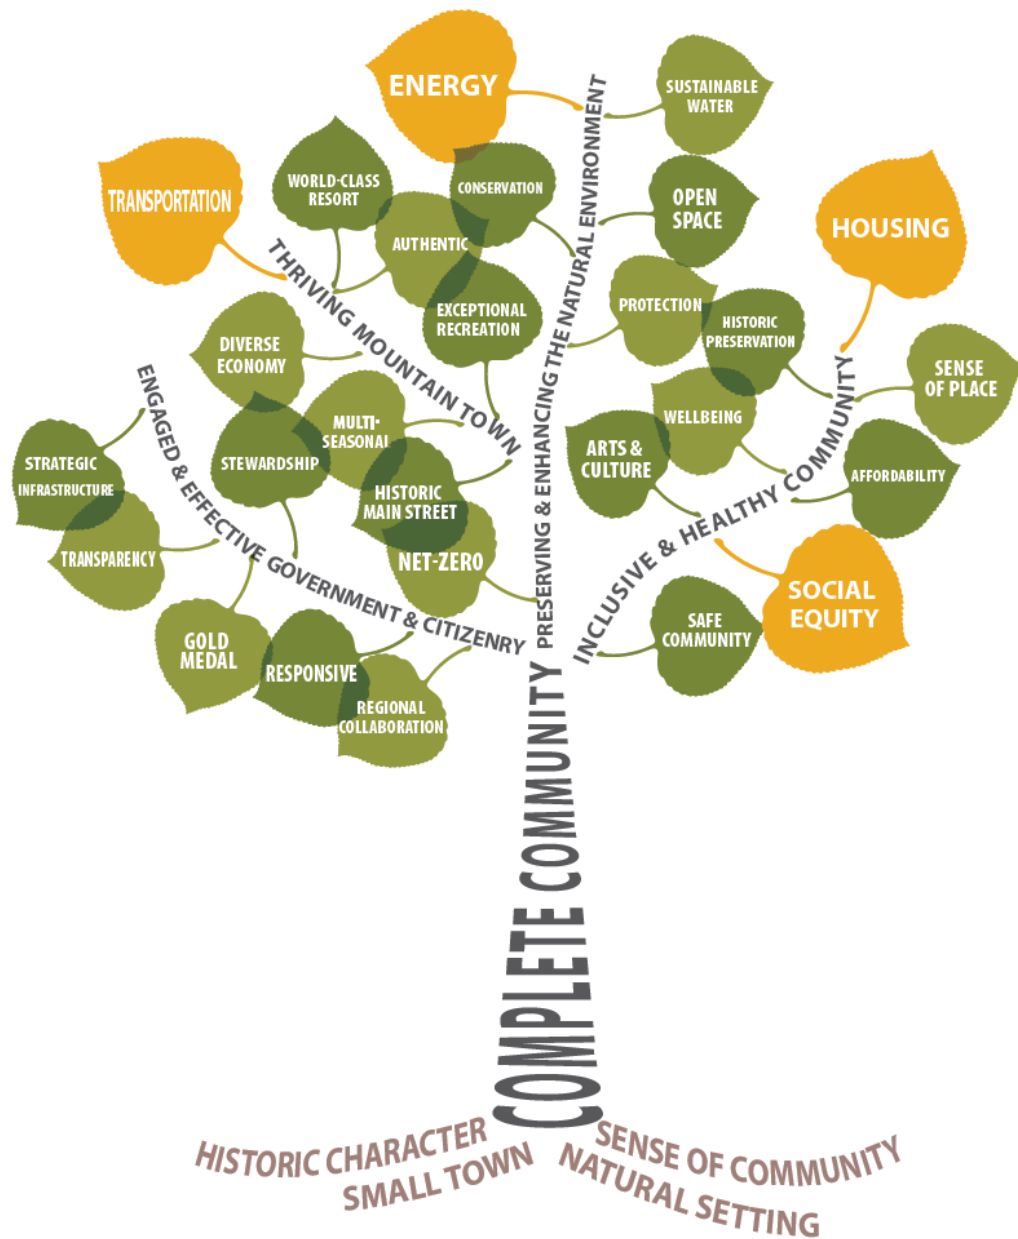 ENERGY
SUSTAINABLE
WATER
TRANSPORTATION
WORLD-CLASS
RESORT
CONSERVATION
AUTHENTIC
OPEN
SPACE
HOUSING
EXCEPTIONAL
RECREATION
PROTECTION
HISTORIC
PRESERVATION
DIVERSE
ECONOMY
SENSE
OF PLACE
MULTI-
SEASONAL
WELLBEING
STEWARDSHIP
ARTS &
CULTURE
AFFORDABILITY
STRATEGIC
INFRASTRUCTURE
HISTORIC
MAIN STREET
TRANSPARENCY
NET-ZERO
SOCIAL
EQUITY
GOLD
MEDAL
RESPONSIVE
SAFE
COMMUNITY
REGIONAL
COLLABORATION
THRIVING MOUNTAIN TOWN
ENGAGED & EFFECTIVE GOVERNMENT & CITIZENRY
PRESERVING & ENHANCING THE NATURAL ENVIRONMENT
INCLUSIVE & HEALTHY COMMUNITY
COMPLETE COMMUNITY
HISTORIC CHARACTER
SMALL TOWN
SENSE OF COMMUNITY
NATURAL SETTING